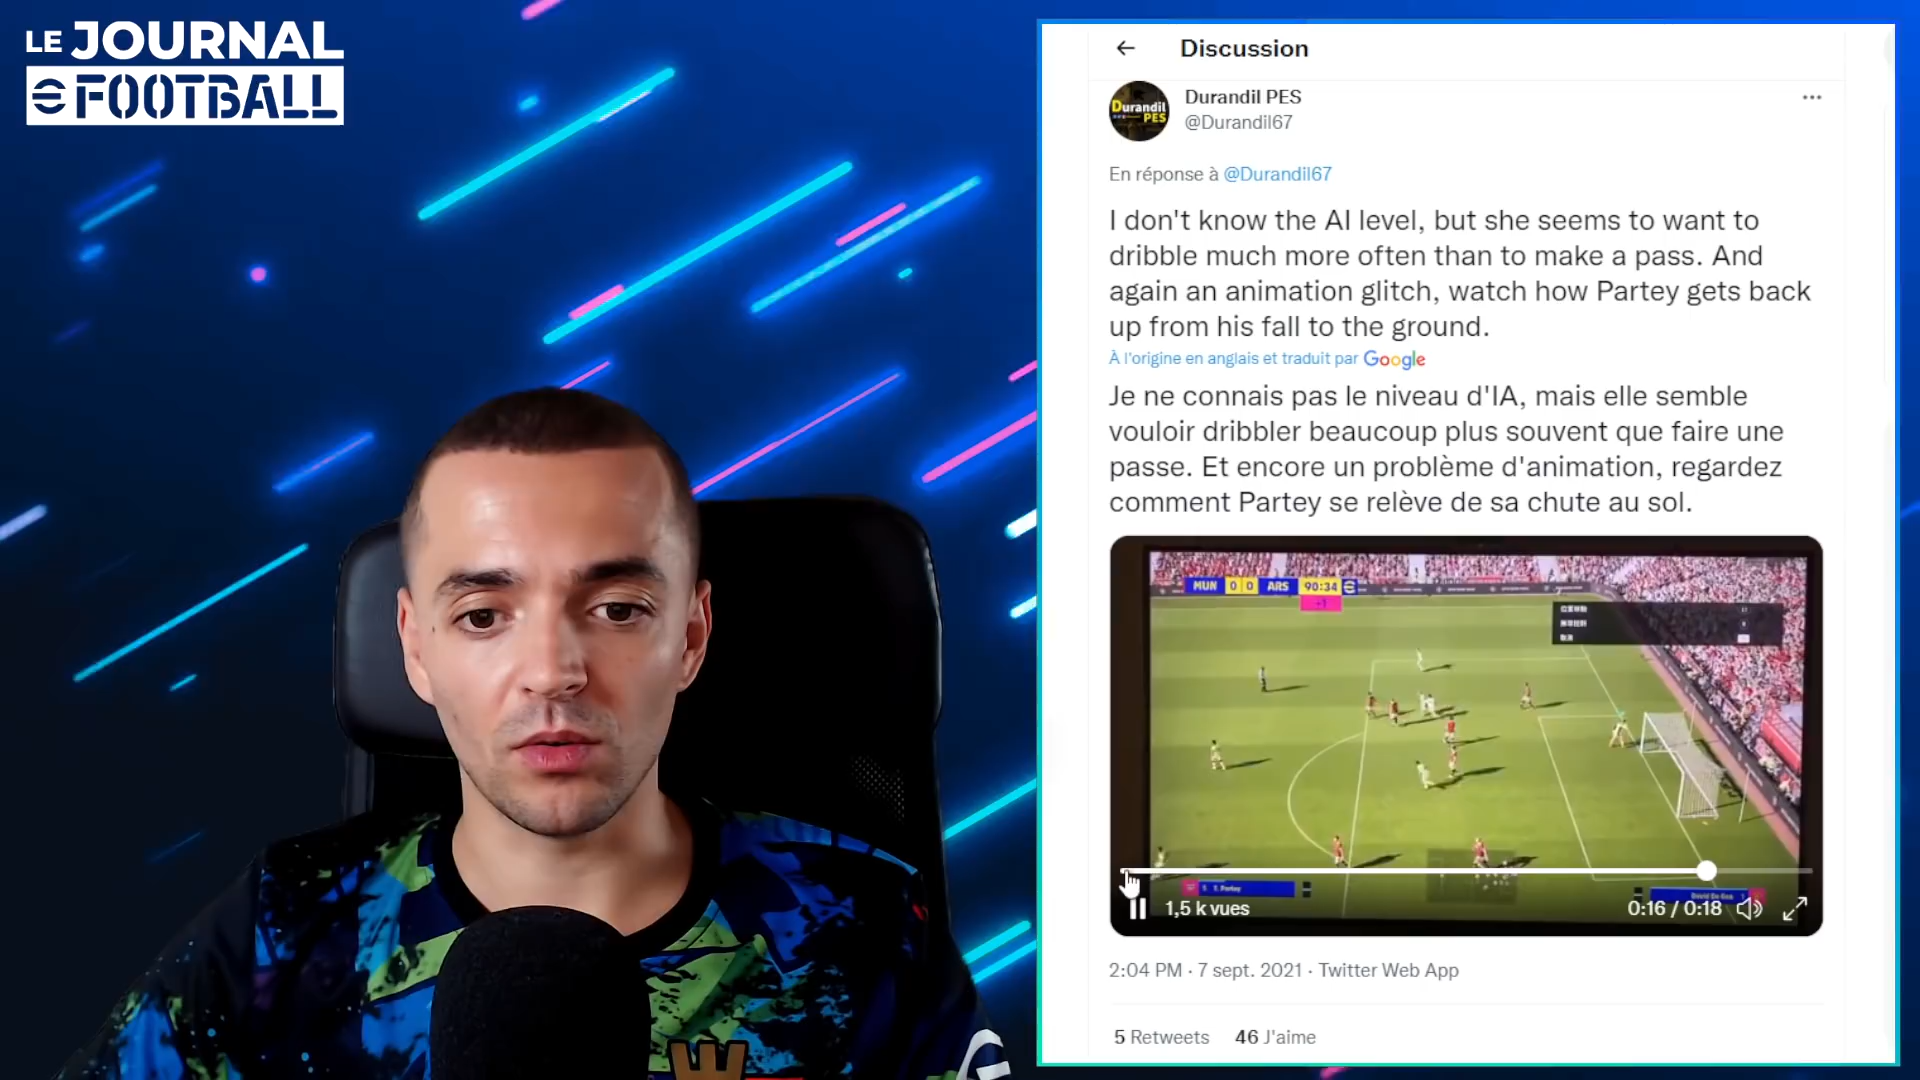 LE JOURNAL
eFOOTBALL
Discussion
Durandil PES
@Durandil67
Durandil
PES
En réponse à @Durandil67
I don't know the AI level, but she seems to want to
dribble much more often than to make a pass. And
again an animation glitch, watch how Partey gets back
up from his fall to the ground.
À l'origine en anglais et traduit par Google
Je ne connais pas le niveau d'IA, mais elle semble
vouloir dribbler beaucoup plus souvent que faire une
passe. Et encore un problème d'animation, regardez
comment Partey se relève de sa chute au sol.
MUN 0 0 ARS 90:34
+1
T. Partey
1,5 k vues
0:16 / 0:18
2:04 PM · 7 sept. 2021 · Twitter Web App
5 Retweets 46 J'aime